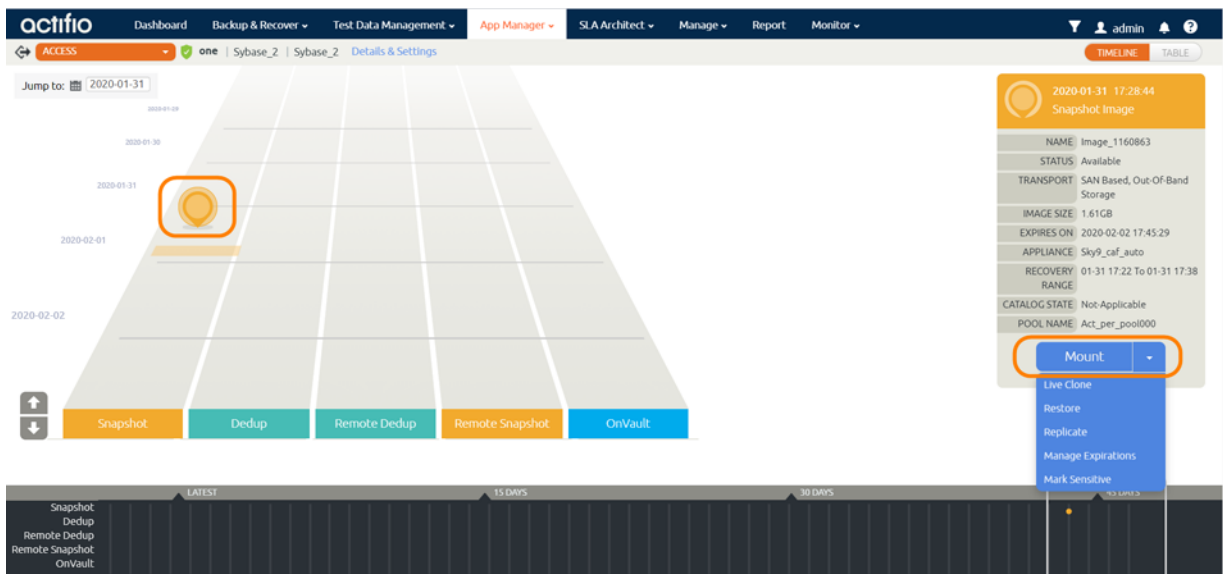 actifio Dashboard Backup & Recover Test Data Management App Manager SLA Architect Manage Report Monitor admin ?
ACCESS one | Sybase_2 | Sybase_2 Details & Settings TIMELINE TABLE
Jump to: 2020-01-31
2020-01-29
2020-01-30
2020-01-31
2020-02-01
2020-02-02
Snapshot Dedup Remote Dedup Remote Snapshot OnVault
2020-01-31 17:28:44
Snapshot Image
NAME Image_1160863
STATUS Available
TRANSPORT SAN Based, Out-Of-Band
Storage
IMAGE SIZE 1.61GB
EXPIRES ON 2020-02-02 17:45:29
APPLIANCE Sky9_caf_auto
RECOVERY 01-31 17:22 To 01-31 17:38
RANGE
CATALOG STATE Not-Applicable
POOL NAME Act_per_pool000
Mount
Live Clone
Restore
Replicate
Manage Expirations
Mark Sensitive
LATEST 15 DAYS 30 DAYS 45 DAYS
Snapshot
Dedup
Remote Dedup
Remote Snapshot
OnVault